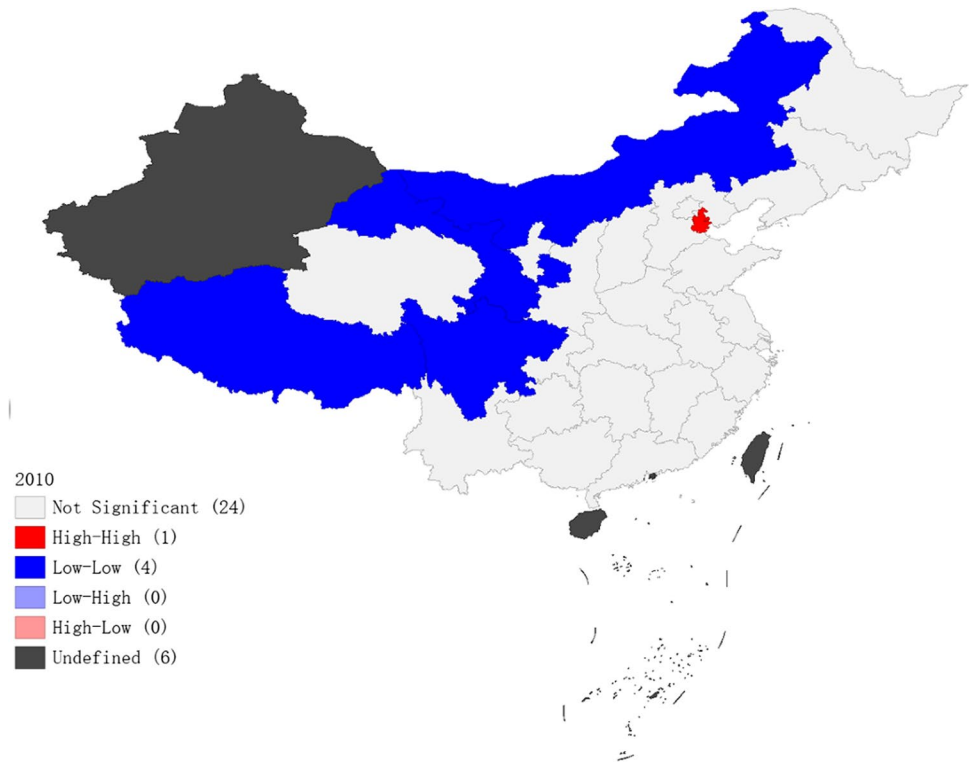 2010
Not Significant (24)
High-High (1)
Low-Low (4)
Low-High (0)
High-Low (0)
Undefined (6)